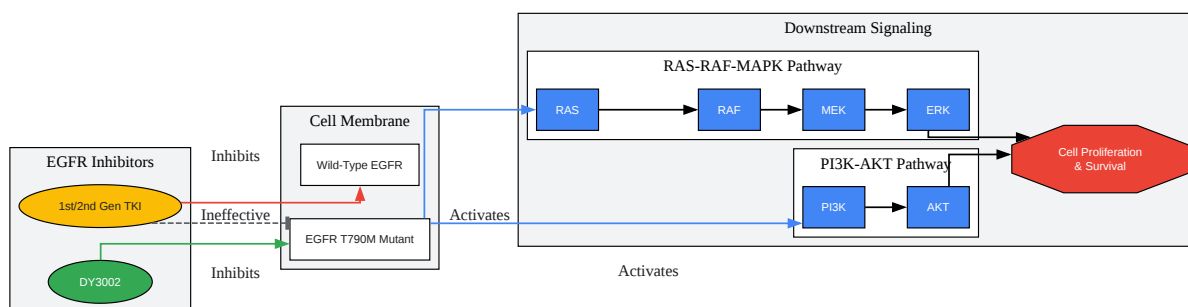 Downstream Signaling
RAS-RAF-MAPK Pathway
RAS
RAF
MEK
ERK
Cell Membrane
Wild-Type EGFR
EGFR T790M Mutant
EGFR Inhibitors
1st/2nd Gen TKI
DY3002
Inhibits
Ineffective
Inhibits
Activates
Activates
PI3K-AKT Pathway
PI3K
AKT
Cell Proliferation
& Survival